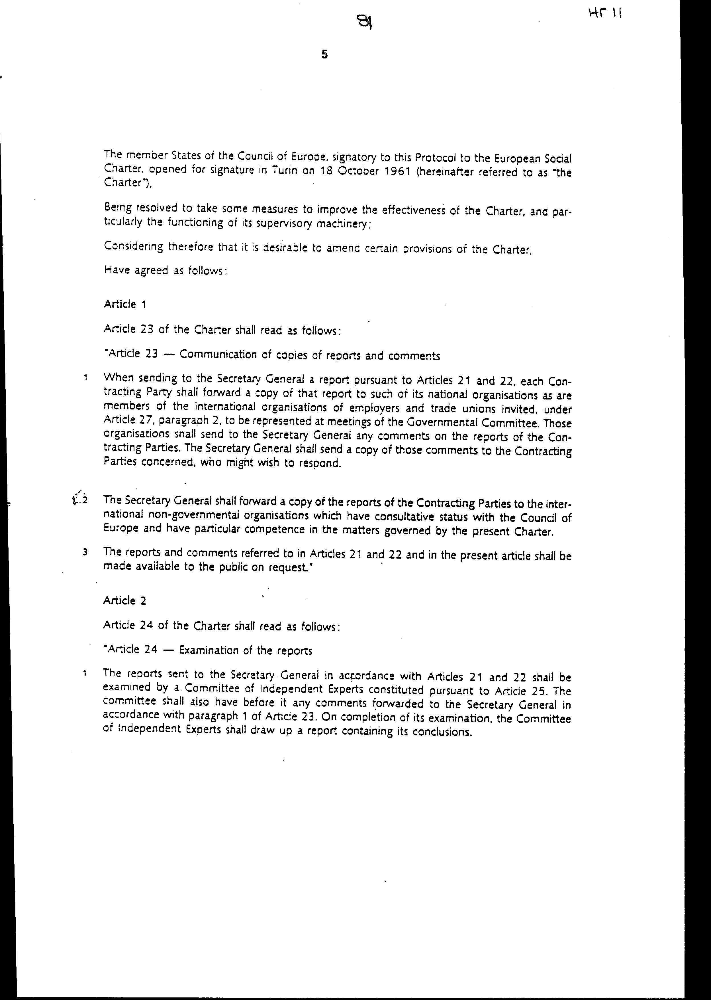 5
The member States of the Council of Europe, signatory to this Protocol to the European Social
Charter, opened for signature in Turin on 18 October 1961 (hereinafter referred to as "the
Charter"),
Being resolved to take some measures to improve the effectiveness of the Charter, and par-
ticularly the functioning of its supervisory machinery;
Considering therefore that it is desirable to amend certain provisions of the Charter,
Have agreed as follows:
Article 1
Article 23 of the Charter shall read as follows:
"Article 23 — Communication of copies of reports and comments
1 When sending to the Secretary General a report pursuant to Articles 21 and 22, each Con-
tracting Party shall forward a copy of that report to such of its national organisations as are
members of the international organisations of employers and trade unions invited, under
Article 27, paragraph 2, to be represented at meetings of the Governmental Committee. Those
organisations shall send to the Secretary General any comments on the reports of the Con-
tracting Parties. The Secretary General shall send a copy of those comments to the Contracting
Parties concerned, who might wish to respond.
2 The Secretary General shall forward a copy of the reports of the Contracting Parties to the inter-
national non-governmental organisations which have consultative status with the Council of
Europe and have particular competence in the matters governed by the present Charter.
3 The reports and comments referred to in Articles 21 and 22 and in the present article shall be
made available to the public on request."
Article 2
Article 24 of the Charter shall read as follows:
"Article 24 — Examination of the reports
1 The reports sent to the Secretary General in accordance with Articles 21 and 22 shall be
examined by a Committee of Independent Experts constituted pursuant to Article 25. The
committee shall also have before it any comments forwarded to the Secretary General in
accordance with paragraph 1 of Article 23. On completion of its examination, the Committee
of Independent Experts shall draw up a report containing its conclusions.